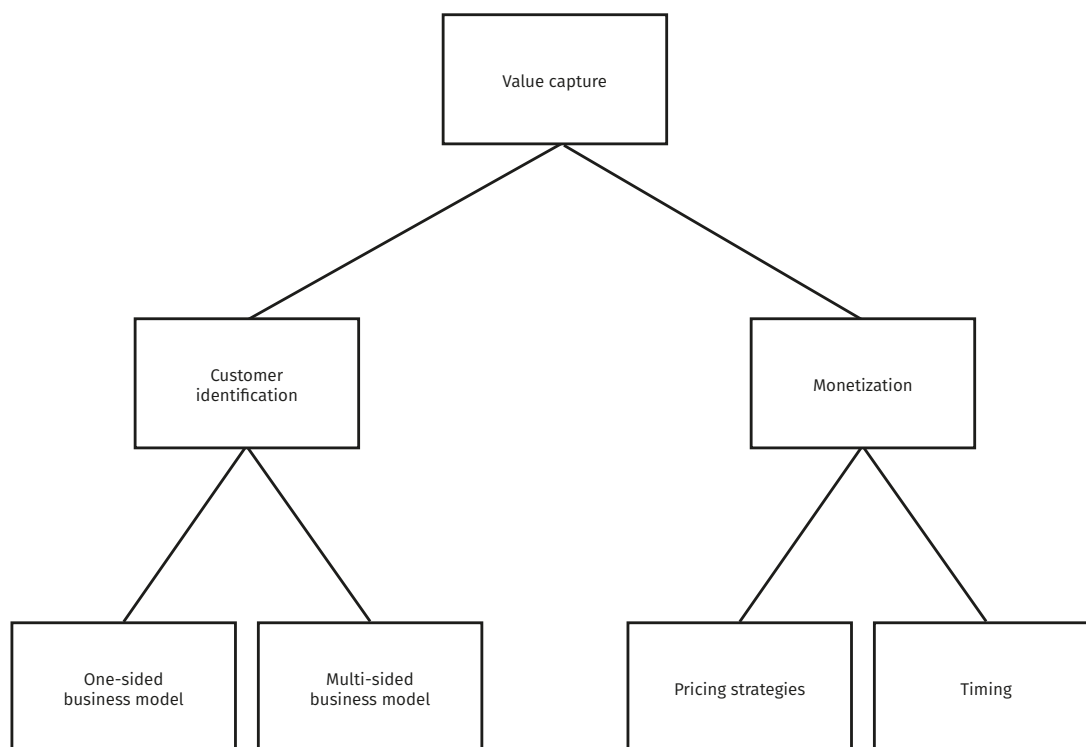 Value capture
Customer
identification
Monetization
One-sided
business model
Multi-sided
business model
Pricing strategies
Timing